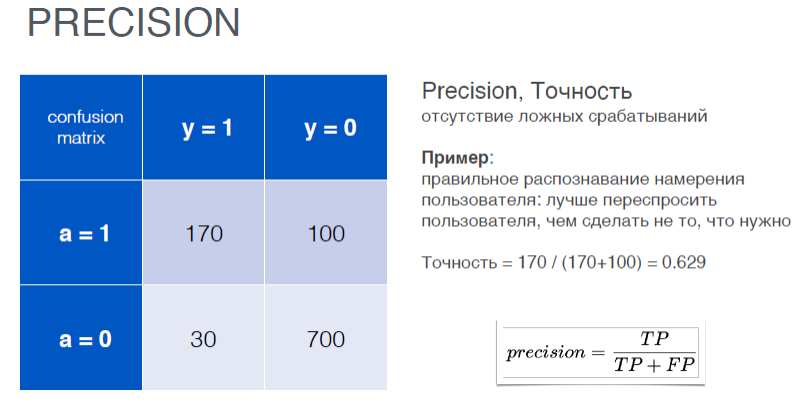 PRECISION
confusion
matrix
y = 1
y = 0
a = 1
170
100
a = 0
30
700
Precision, Точность
отсутствие ложных срабатываний
Пример:
правильное распознавание намерения
пользователя: лучше переспросить
пользователя, чем сделать не то, что нужно
Точность = 170 / (170+100) = 0.629
precision = TP / TP + FP